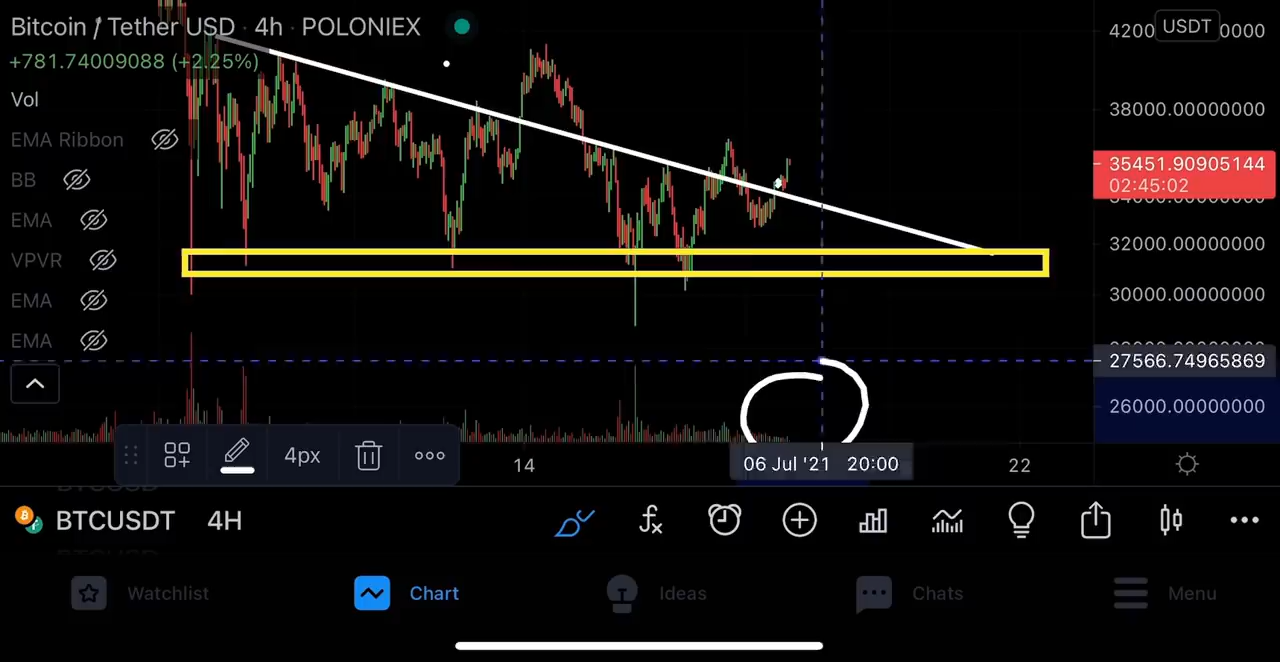 Bitcoin / Tether USD · 4h · POLONIEX
+781.74009088 (+2.25%)
Vol
EMA Ribbon
BB
EMA
VPVR
EMA
EMA
USDT
38000.00000000
35451.90905144
02:45:02
32000.00000000
30000.00000000
27566.74965869
26000.00000000
4px
14
06 Jul '21 20:00
22
BTCUSDT 4H
Watchlist
Chart
Ideas
Chats
Menu